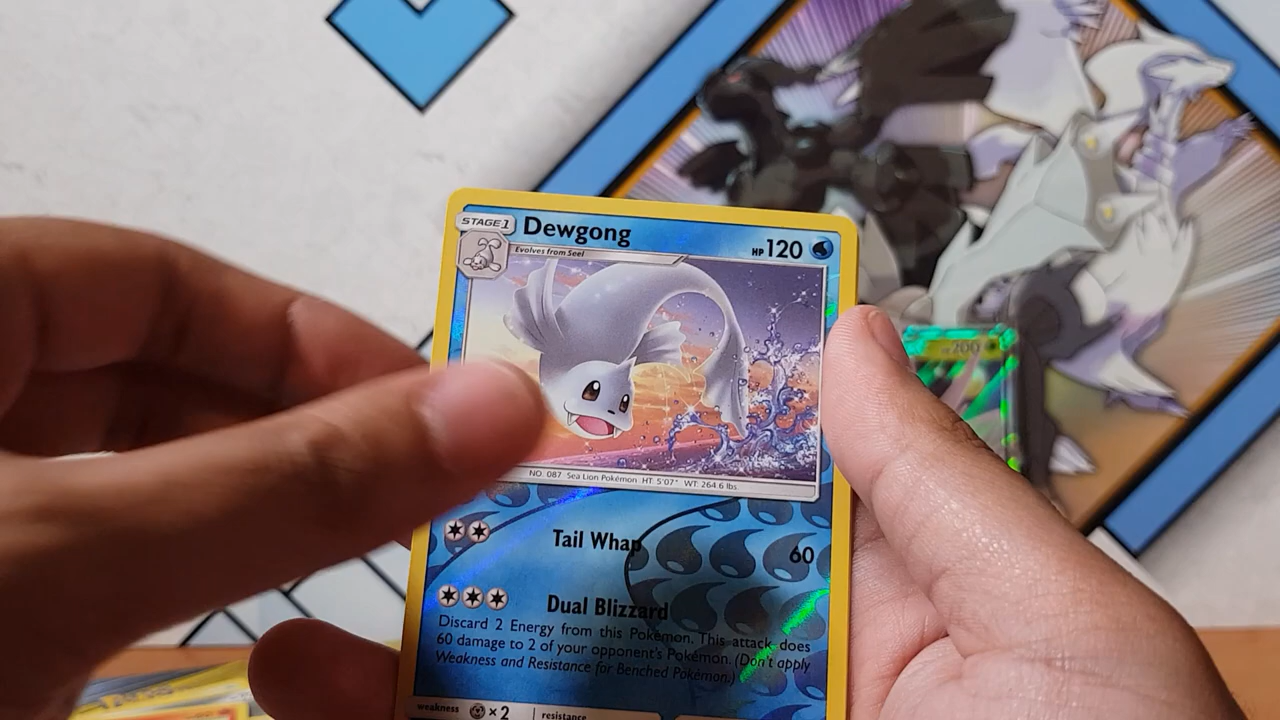 STAGE 1
Dewgong
HP 120
Evolves from Seel
HP 200
NO. 087 Sea Lion Pokémon HT: 5'07" WT: 264.6 lbs.
Tail Whap 60
Dual Blizzard
Discard 2 Energy from this Pokémon. This attack does
60 damage to 2 of your opponent's Pokémon. (Don't apply
Weakness and Resistance for Benched Pokémon.)
weakness ×2 resistance